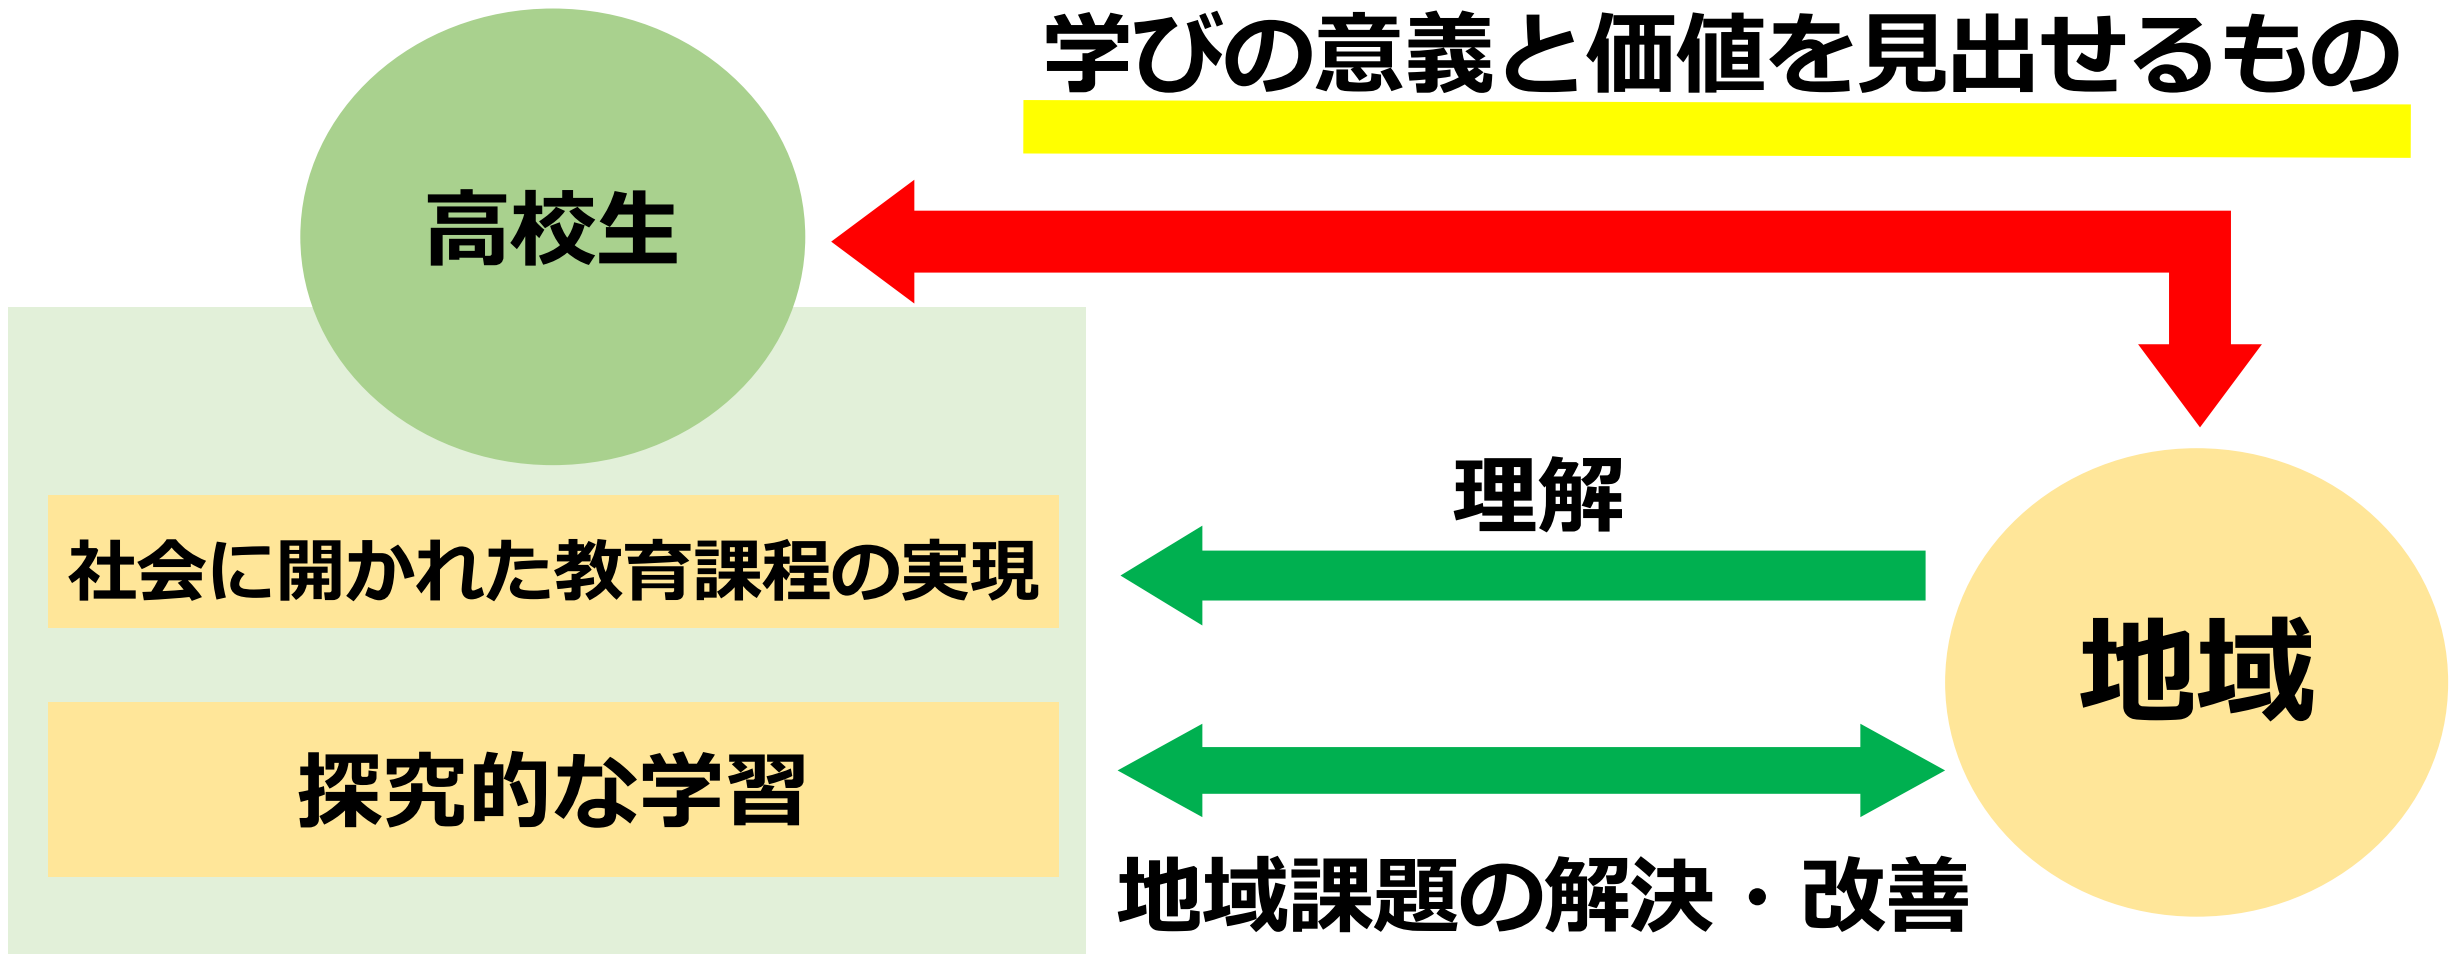 学びの意義と価値を見出せるもの
高校生
理解
社会に開かれた教育課程の実現
地域
探究的な学習
地域課題の解決・改善